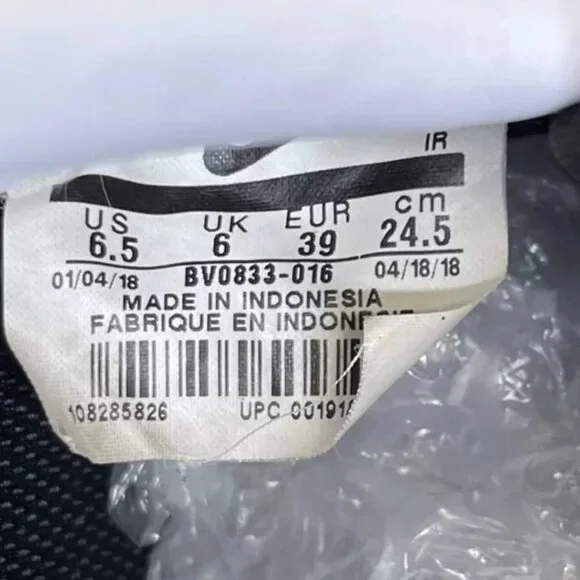 IR
US UK EUR cm
6.5 6 39 24.5
01/04/18 BV0833-016 04/18/18
MADE IN INDONESIA
FABRIQUE EN
108285826 UPC